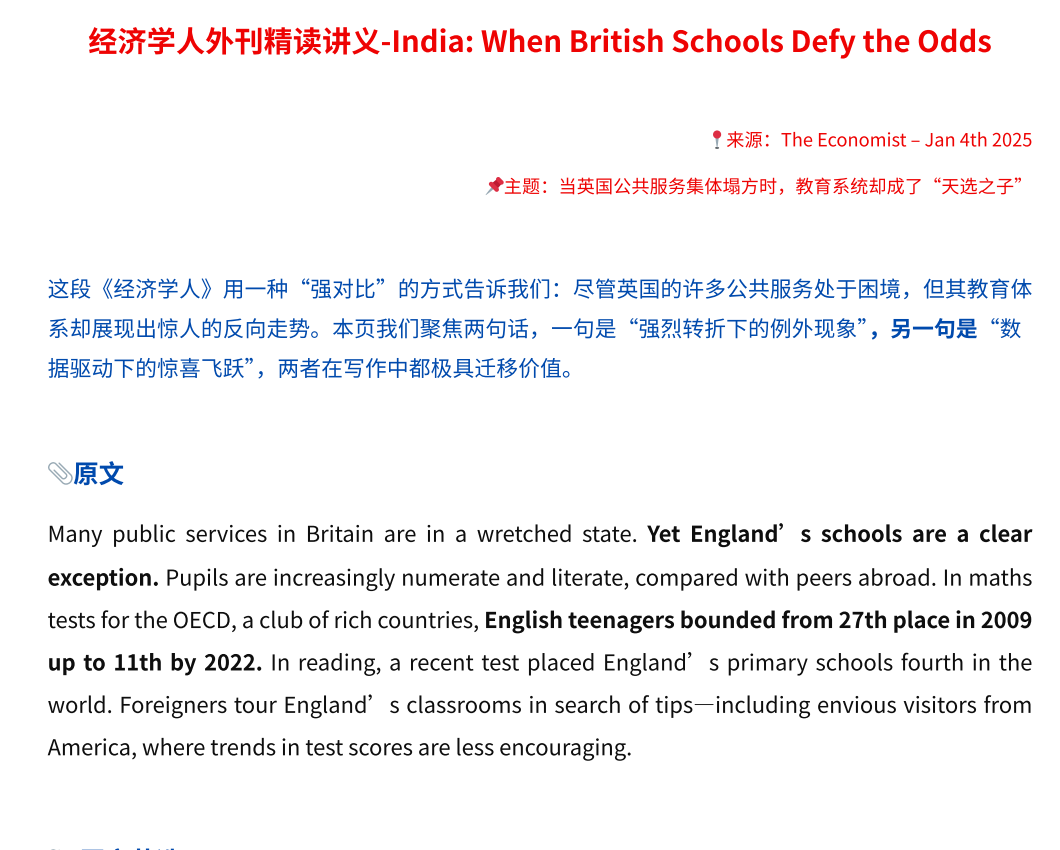 经济学人外刊精读讲义-India: When British Schools Defy the Odds
📍来源：The Economist – Jan 4th 2025
📌主题：当英国公共服务集体塌方时，教育系统却成了“天选之子”
这段《经济学人》用一种“强对比”的方式告诉我们：尽管英国的许多公共服务处于困境，但其教育体
系却展现出惊人的反向走势。本页我们聚焦两句话，一句是“强烈转折下的例外现象”，另一句是“数
据驱动下的惊喜飞跃”，两者在写作中都极具迁移价值。
📎原文
Many public services in Britain are in a wretched state. Yet England’s schools are a clear
exception. Pupils are increasingly numerate and literate, compared with peers abroad. In maths
tests for the OECD, a club of rich countries, English teenagers bounded from 27th place in 2009
up to 11th by 2022. In reading, a recent test placed England’s primary schools fourth in the
world. Foreigners tour England’s classrooms in search of tips—including envious visitors from
America, where trends in test scores are less encouraging.